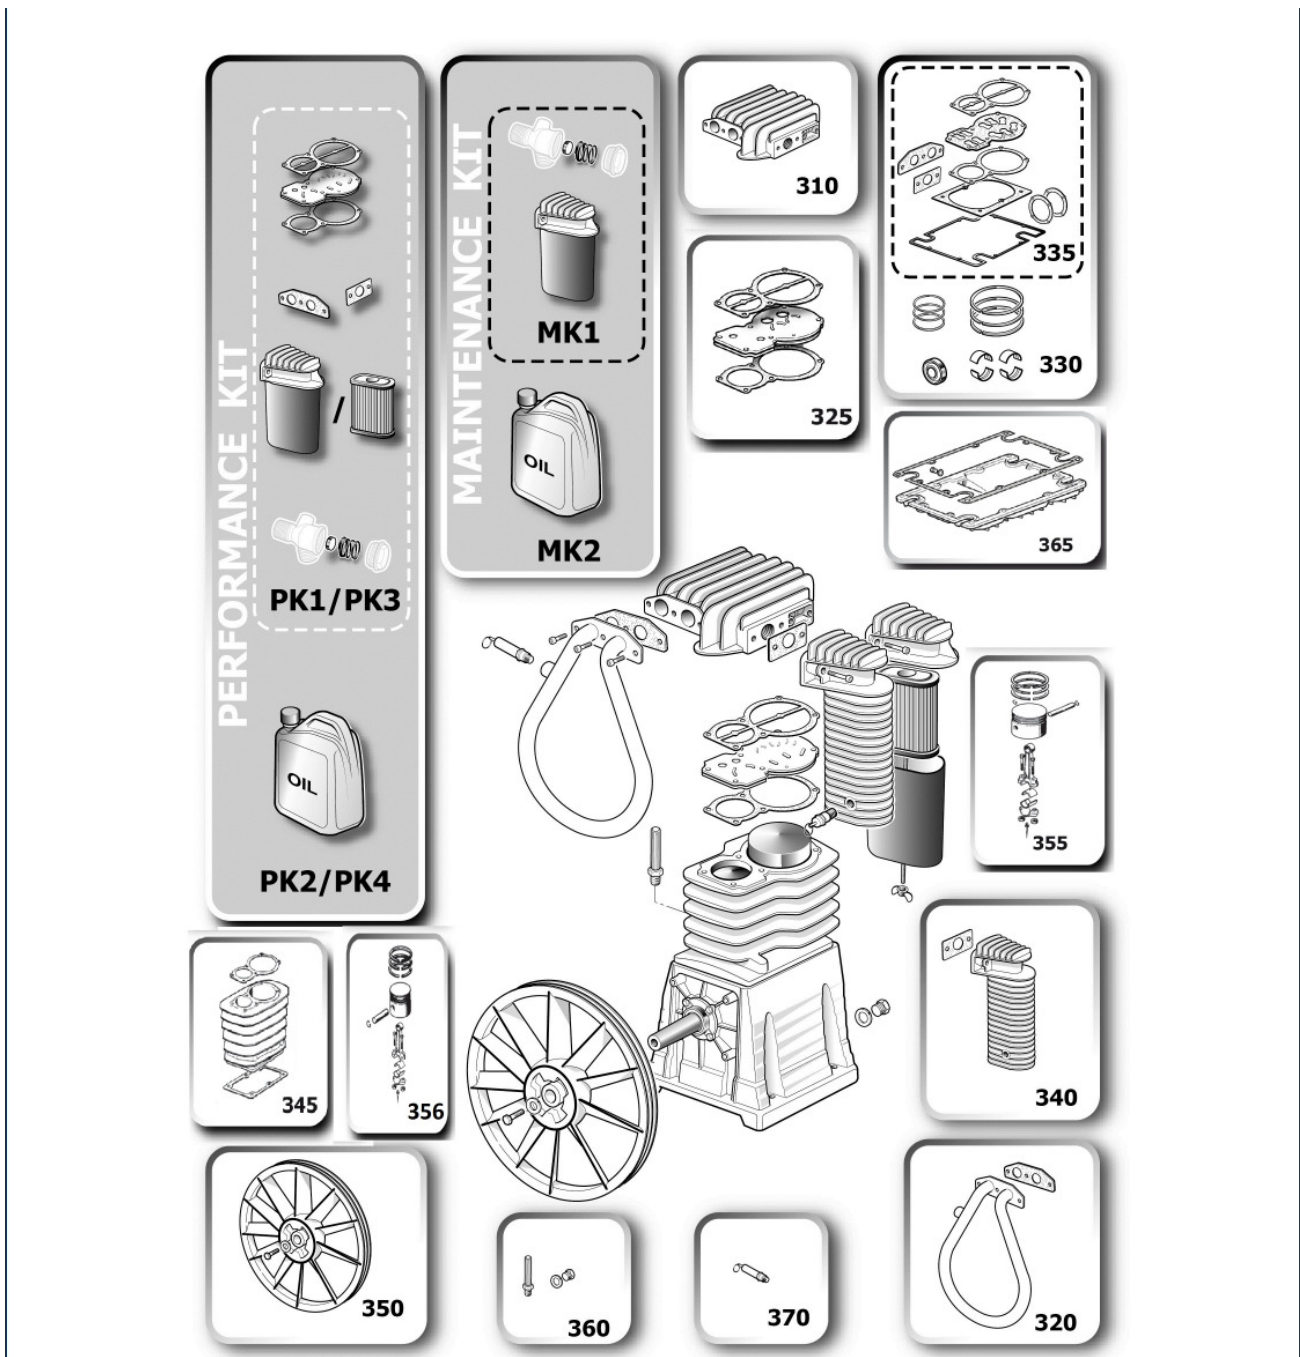 PERFORMANCE KIT
/
PK1/PK3
OIL
PK2/PK4
MAINTENANCE KIT
MK1
OIL
MK2
310
325
335
330
365
355
340
320
345
356
350
360
370